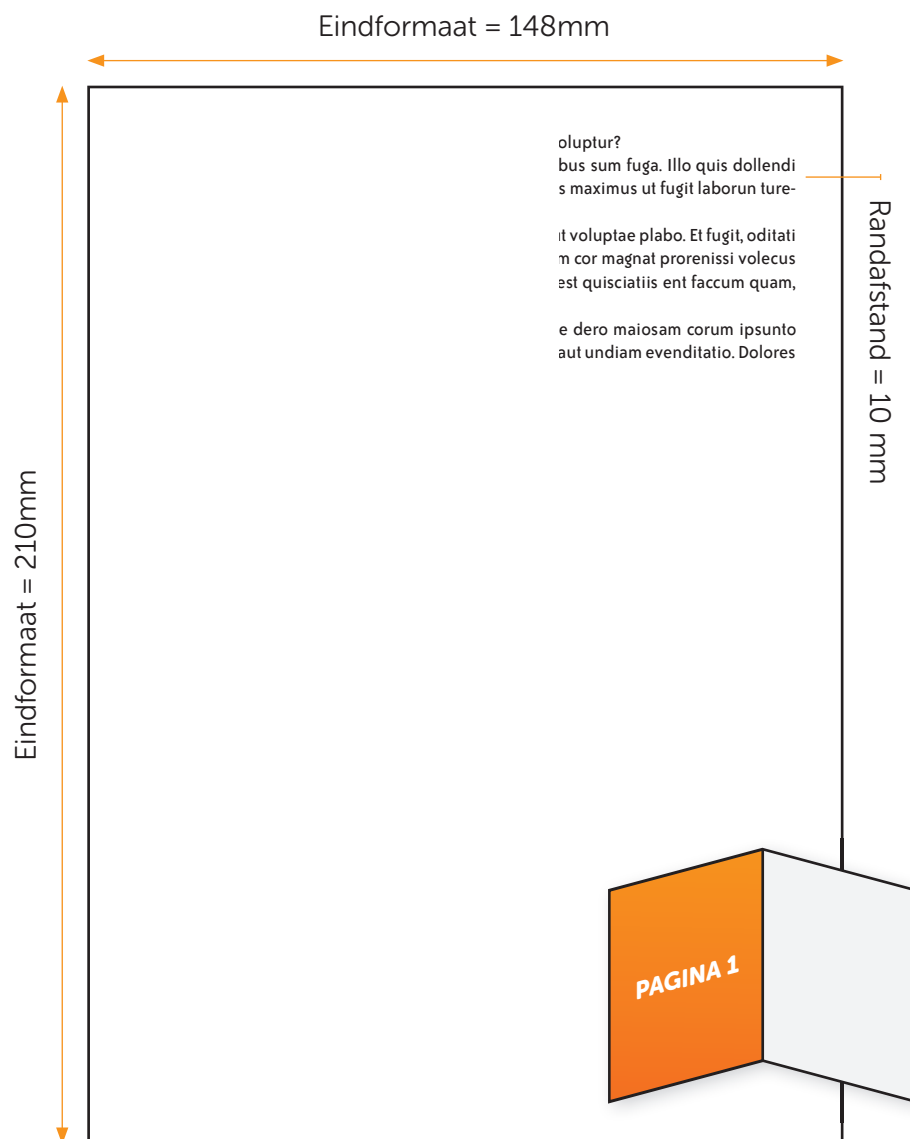 Eindformaat = 148mm
oluptur?
bus sum fuga. Illo quis dollendi
s maximus ut fugit laborun ture-
voluptae plabo. Et fugit, oditati
cor magnat prorenissi volecus
est quisciatiis ent faccum quam,
e dero maiosam corum ipsunto
aut undiam evenditatio. Dolores
Randafstand = 10 mm
Eindformaat = 210mm
PAGINA 1